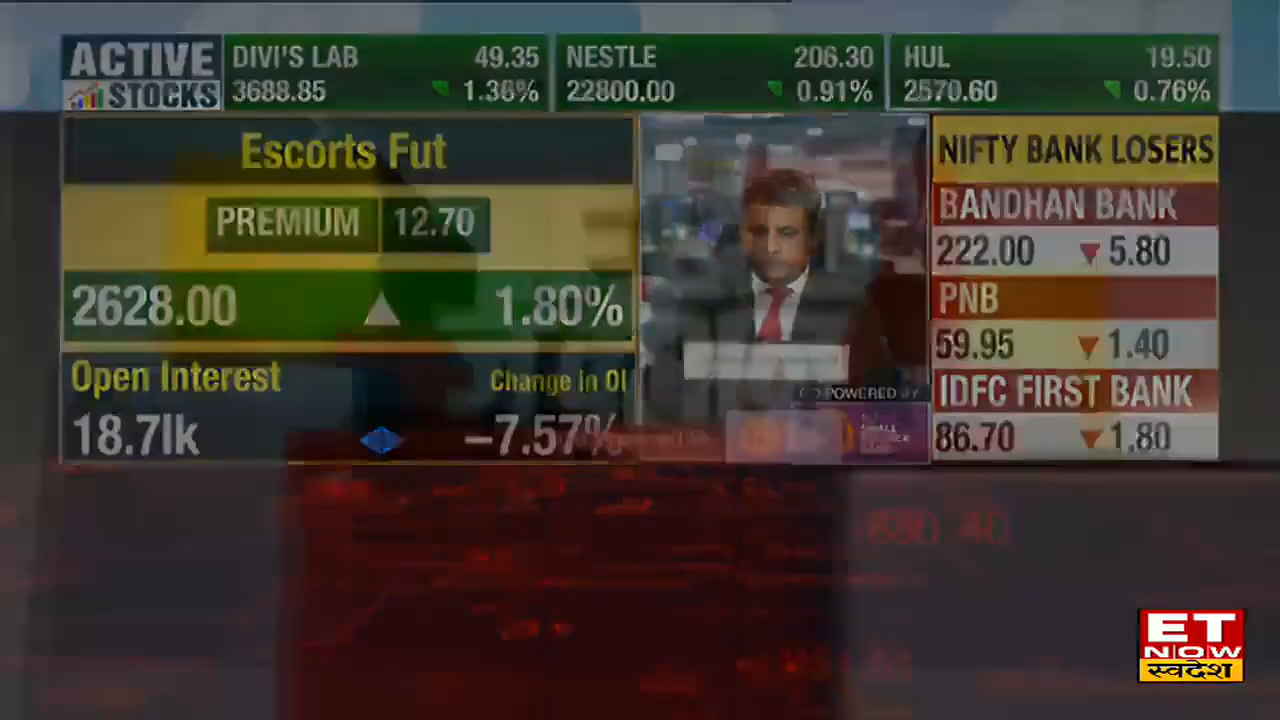 ACTIVE
STOCKS
DIVI'S LAB 49.35
3688.85 1.36%
NESTLE 206.30
22800.00 0.91%
HUL 19.50
2570.60 0.76%
Escorts Fut
PREMIUM 12.70
2628.00 1.80%
Open Interest Change in OI
18.7lk -7.57%
POWERED BY
NIFTY BANK LOSERS
BANDHAN BANK
222.00 5.80
PNB
59.95 1.40
IDFC FIRST BANK
86.70 1.80
ET
NOW
स्वदेश